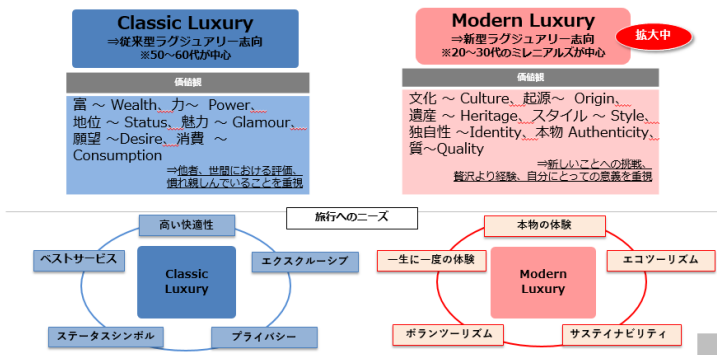 Classic Luxury
⇒従来型ラグジュアリー志向
※50～60代が中心
Modern Luxury
⇒新型ラグジュアリー志向
※20～30代のミレニアルズが中心
拡大中
価値観
富 ～ Wealth、力～ Power、
地位 ～ Status、魅力 ～ Glamour、
願望 ～Desire、消費 ～
Consumption
⇒他者、世間における評価、
慣れ親しんでいることを重視
価値観
文化 ～ Culture、起源～ Origin、
遺産 ～ Heritage、スタイル ～ Style、
独自性 ～Identity、本物 Authenticity、
質～Quality
⇒新しいことへの挑戦、
贅沢より経験、自分にとっての意義を重視
旅行へのニーズ
高い快適性
ベストサービス
エクスクルーシブ
Classic
Luxury
ステータスシンボル
プライバシー
本物の体験
一生に一度の体験
エコツーリズム
Modern
Luxury
ボランツーリズム
サステイナビリティ